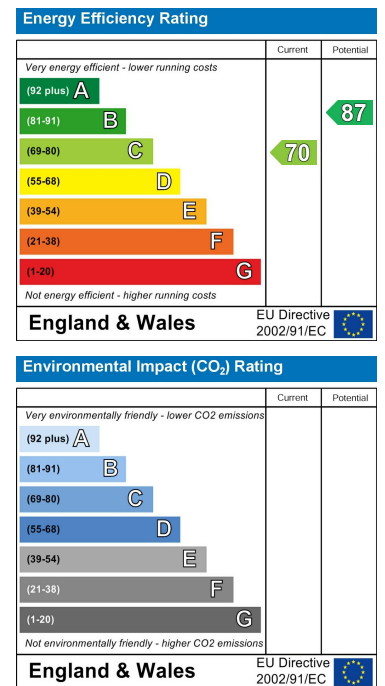 Energy Efficiency Rating
Current Potential
Very energy efficient - lower running costs
(92 plus) A
(81-91) B
87
(69-80) C
70
(55-68) D
(39-54) E
(21-38) F
(1-20) G
Not energy efficient - higher running costs
England & Wales
EU Directive
2002/91/EC
Environmental Impact (CO₂) Rating
Current Potential
Very environmentally friendly - lower CO2 emissions
(92 plus) A
(81-91) B
(69-80) C
(55-68) D
(39-54) E
(21-38) F
(1-20) G
Not environmentally friendly - higher CO2 emissions
England & Wales
EU Directive
2002/91/EC